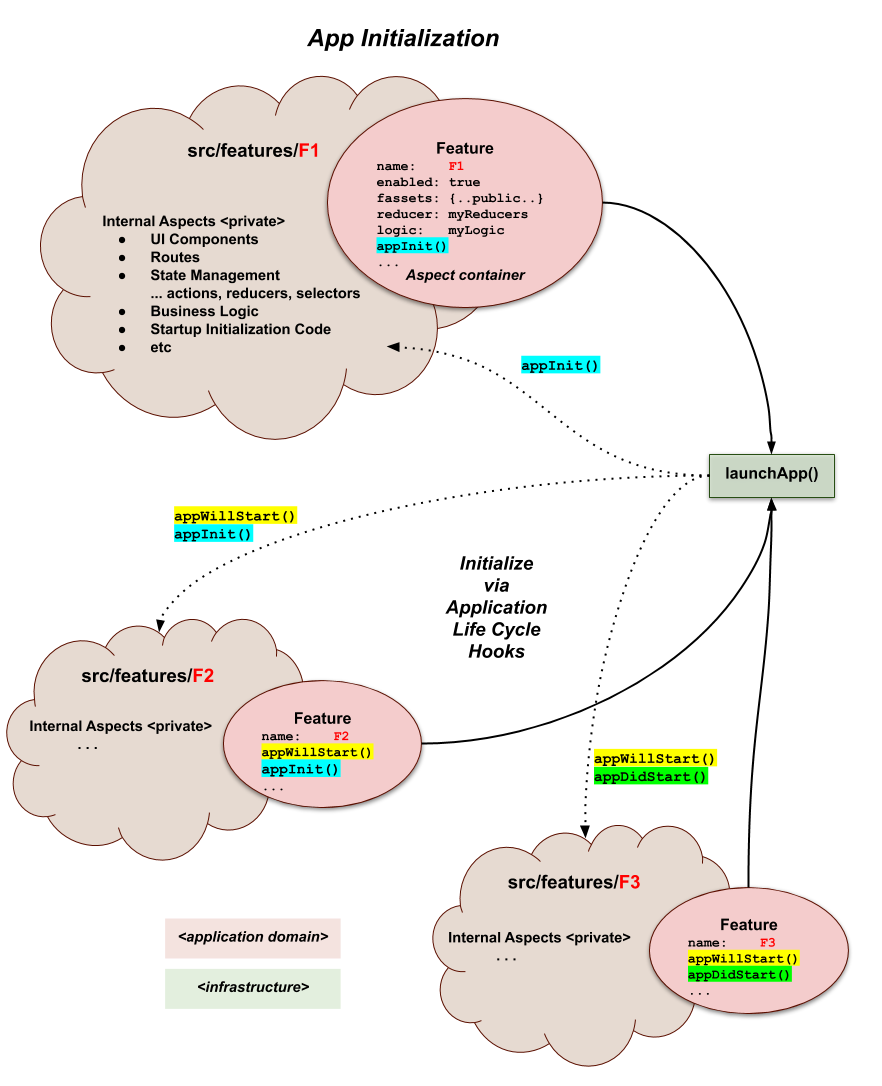 App Initialization
src/features/F1
Internal Aspects <private>
● UI Components
● Routes
● State Management
... actions, reducers, selectors
● Business Logic
● Startup Initialization Code
● etc
Feature
name: F1
enabled: true
fassets: {..public..}
reducer: myReducers
logic: myLogic
appInit()
...
Aspect container
appInit()
launchApp()
appWillStart()
appInit()
Initialize
via
Application
Life Cycle
Hooks
src/features/F2
Internal Aspects <private>
. . .
Feature
name: F2
appWillStart()
appInit()
...
appWillStart()
appDidStart()
src/features/F3
Internal Aspects <private>
. . .
Feature
name: F3
appWillStart()
appDidStart()
...
<application domain>
<infrastructure>